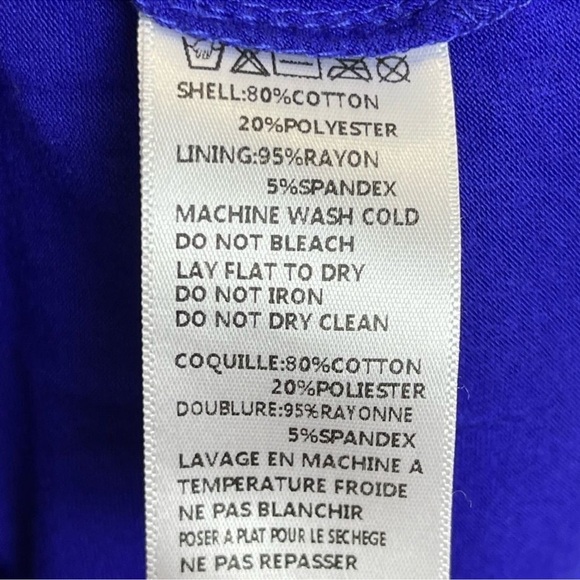 SHELL:80%COTTON
20%POLYESTER
LINING:95%RAYON
5%SPANDEX
MACHINE WASH COLD
DO NOT BLEACH
LAY FLAT TO DRY
DO NOT IRON
DO NOT DRY CLEAN
COQUILLE:80%COTTON
20%POLIESTER
DOUBLURE:95%RAYONNE
5%SPANDEX
LAVAGE EN MACHINE A
TEMPERATURE FROIDE
NE PAS BLANCHIR
POSER A PLAT POUR LE SECHEGE
NE PAS REPASSER